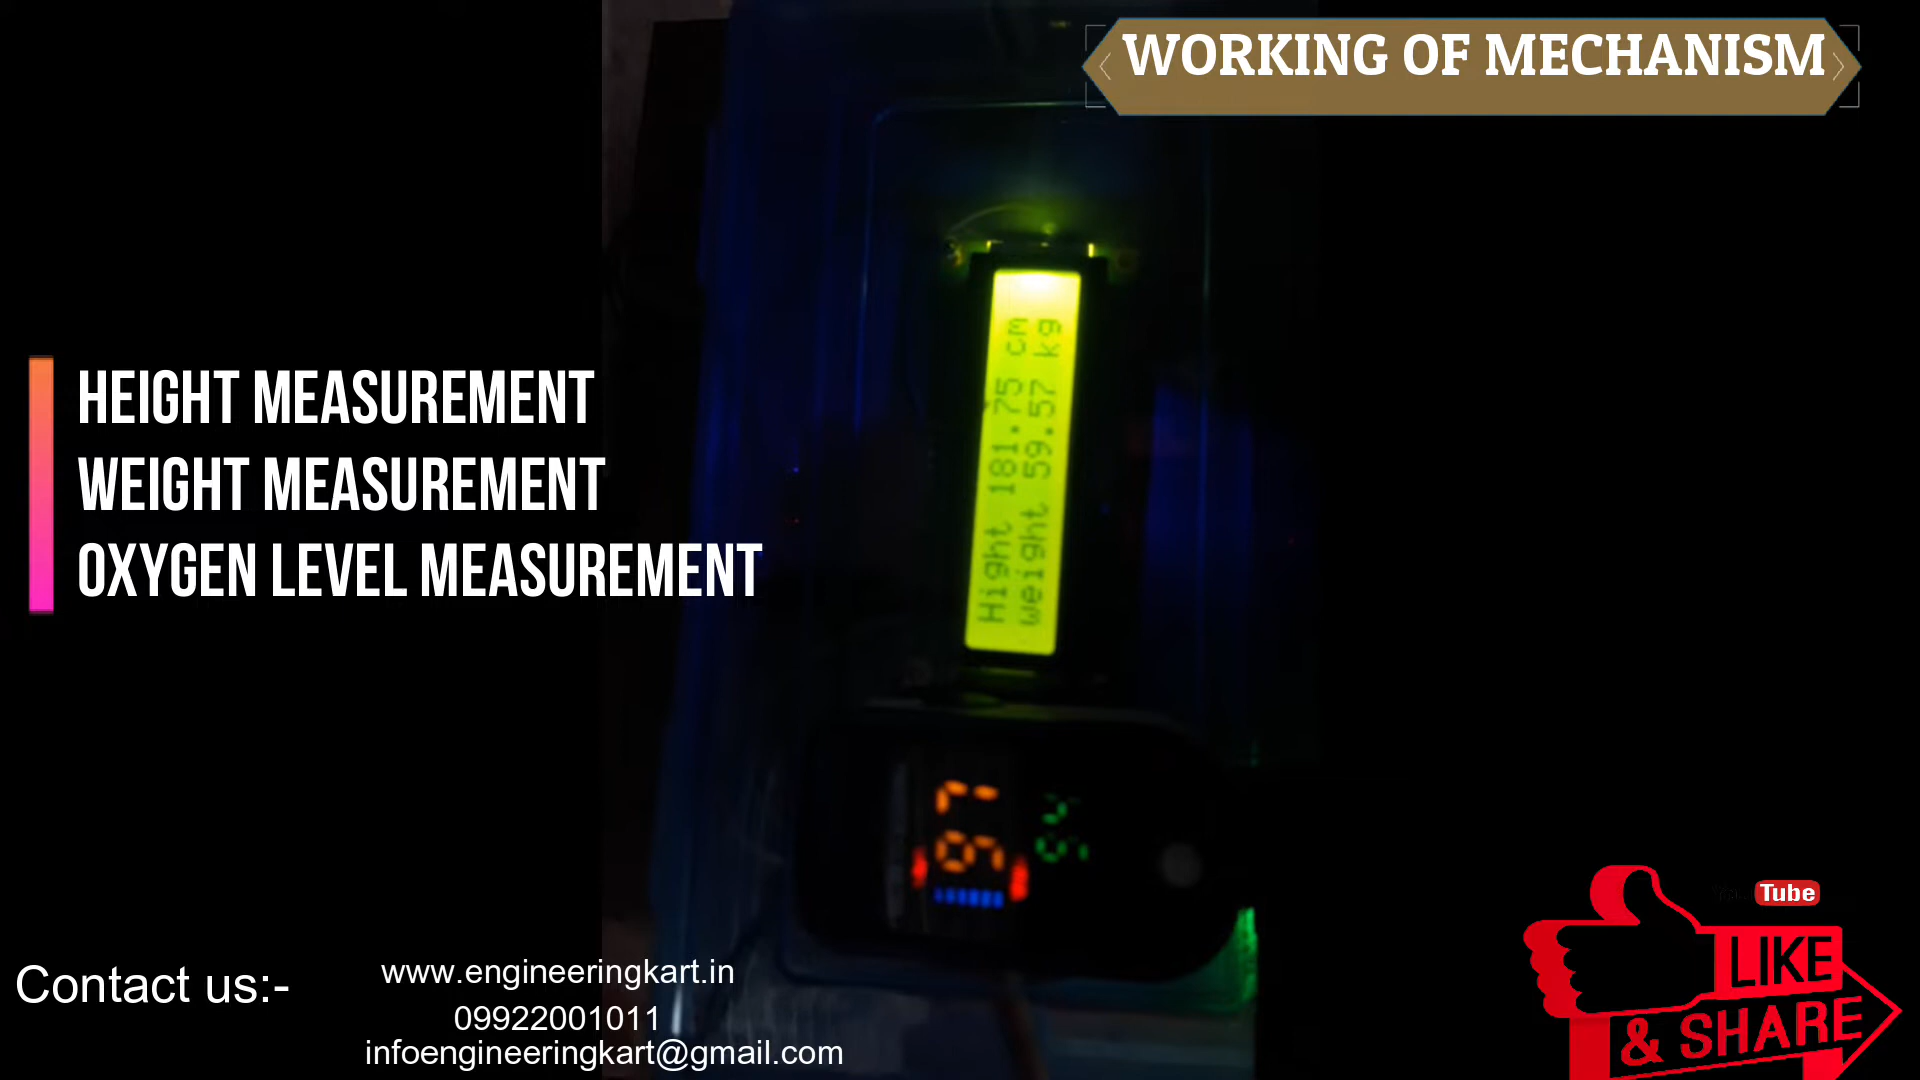 WORKING OF MECHANISM
HEIGHT MEASUREMENT
WEIGHT MEASUREMENT
OXYGEN LEVEL MEASUREMENT
Hight 181.75 cm
weight 59.57 kg
Contact us:-
www.engineeringkart.in
09922001011
infoengineeringkart@gmail.com
Tube
LIKE
& SHARE